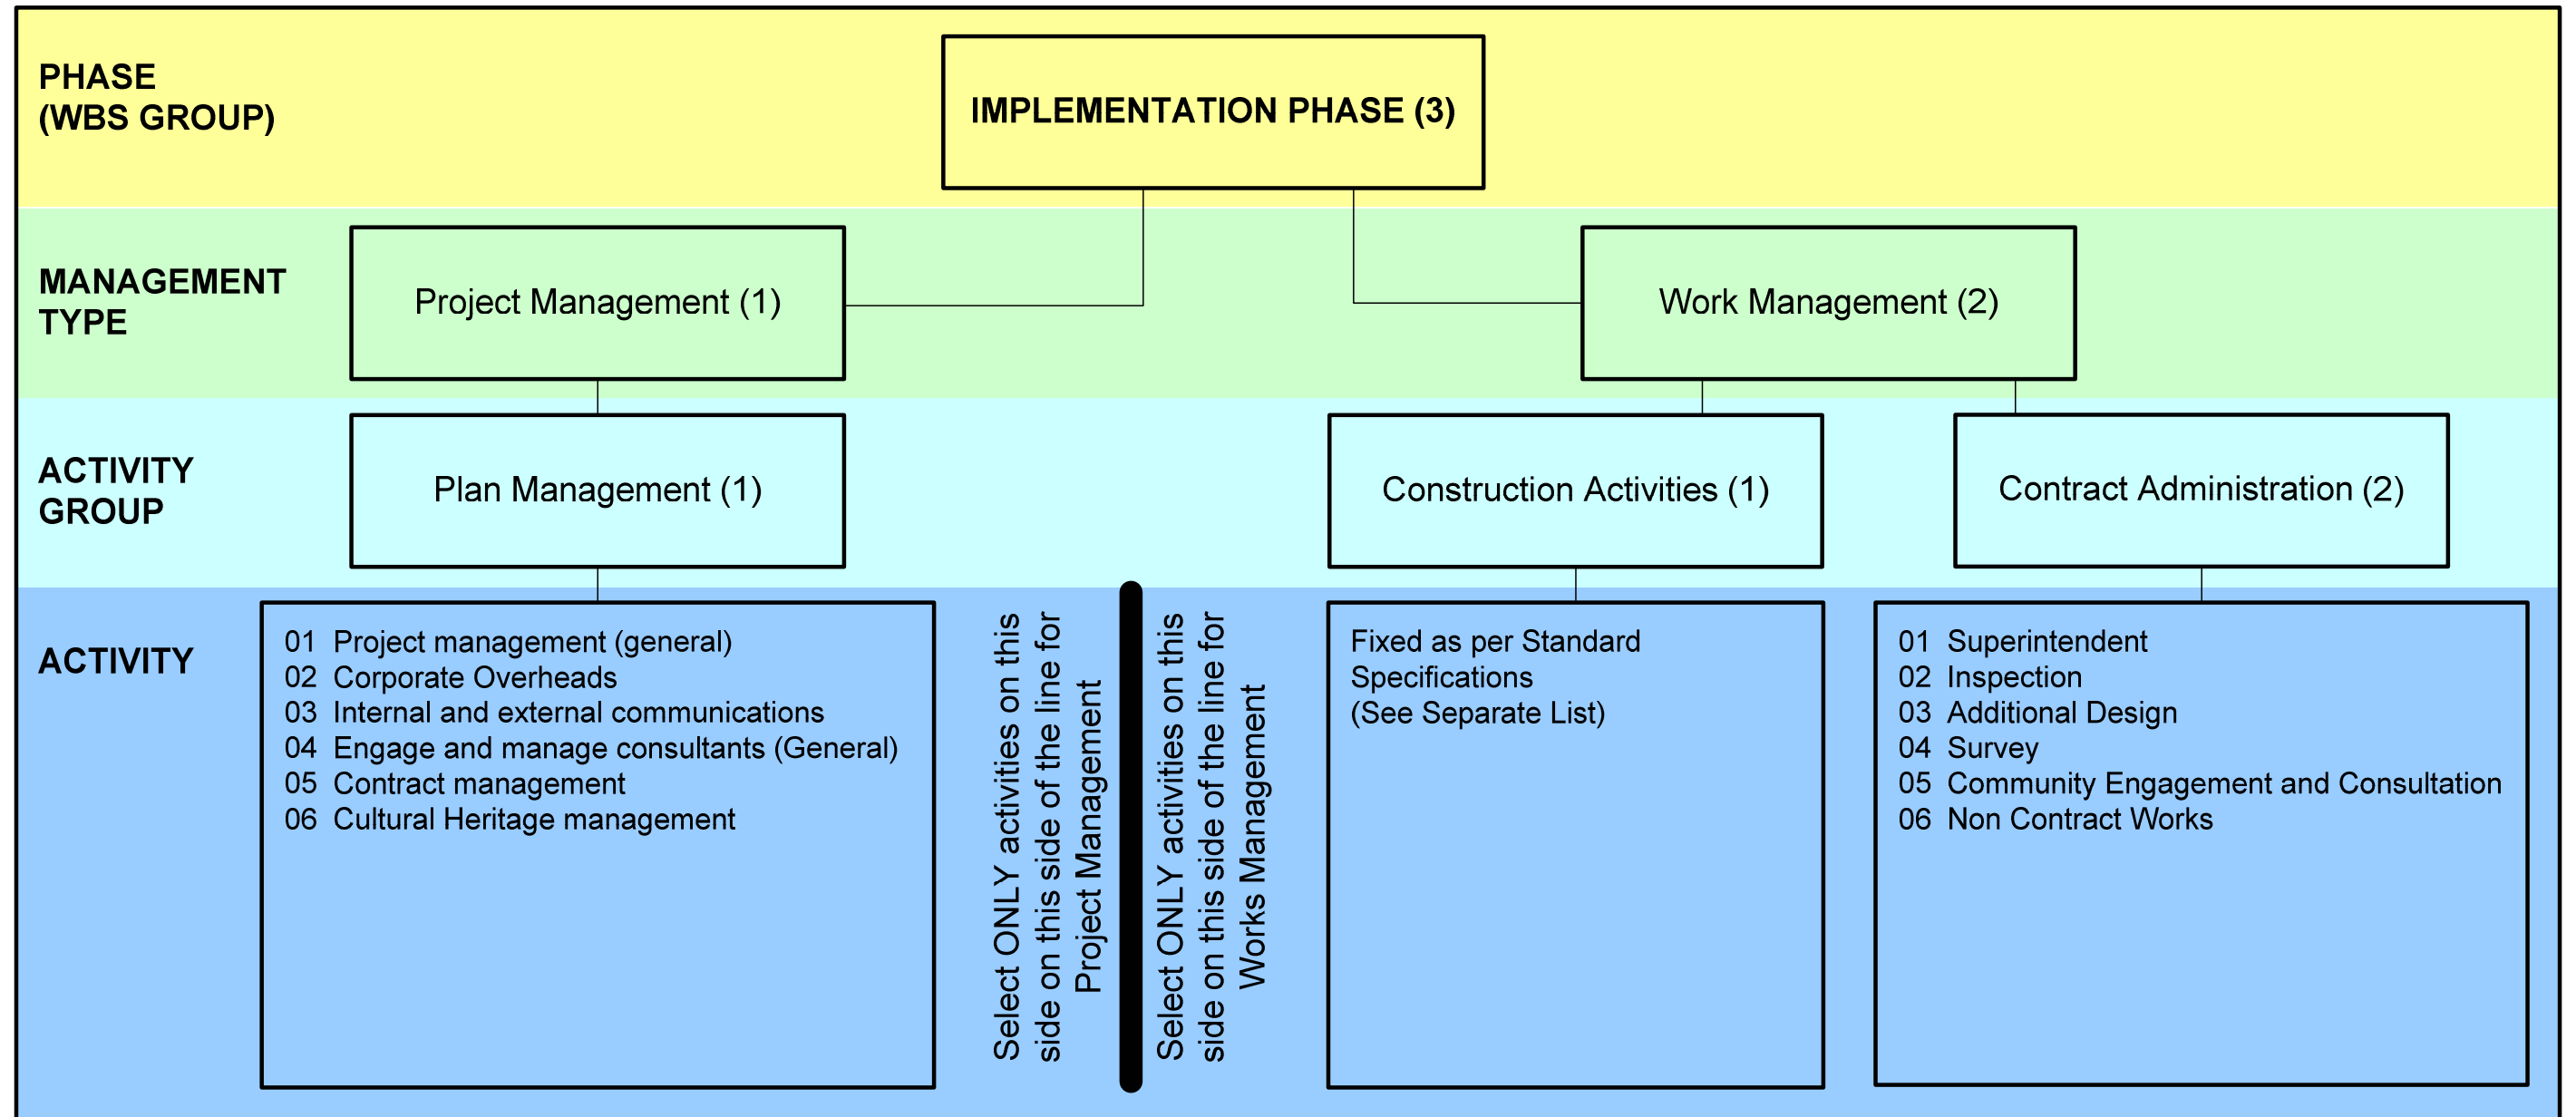 PHASE
(WBS GROUP)
IMPLEMENTATION PHASE (3)
MANAGEMENT
TYPE
Project Management (1)
Work Management (2)
ACTIVITY
GROUP
Plan Management (1)
Construction Activities (1)
Contract Administration (2)
ACTIVITY
01 Project management (general)
02 Corporate Overheads
03 Internal and external communications
04 Engage and manage consultants (General)
05 Contract management
06 Cultural Heritage management
Select ONLY activities on this
side on this side of the line for
Project Management
Select ONLY activities on this
side on this side of the line for
Works Management
Fixed as per Standard
Specifications
(See Separate List)
01 Superintendent
02 Inspection
03 Additional Design
04 Survey
05 Community Engagement and Consultation
06 Non Contract Works